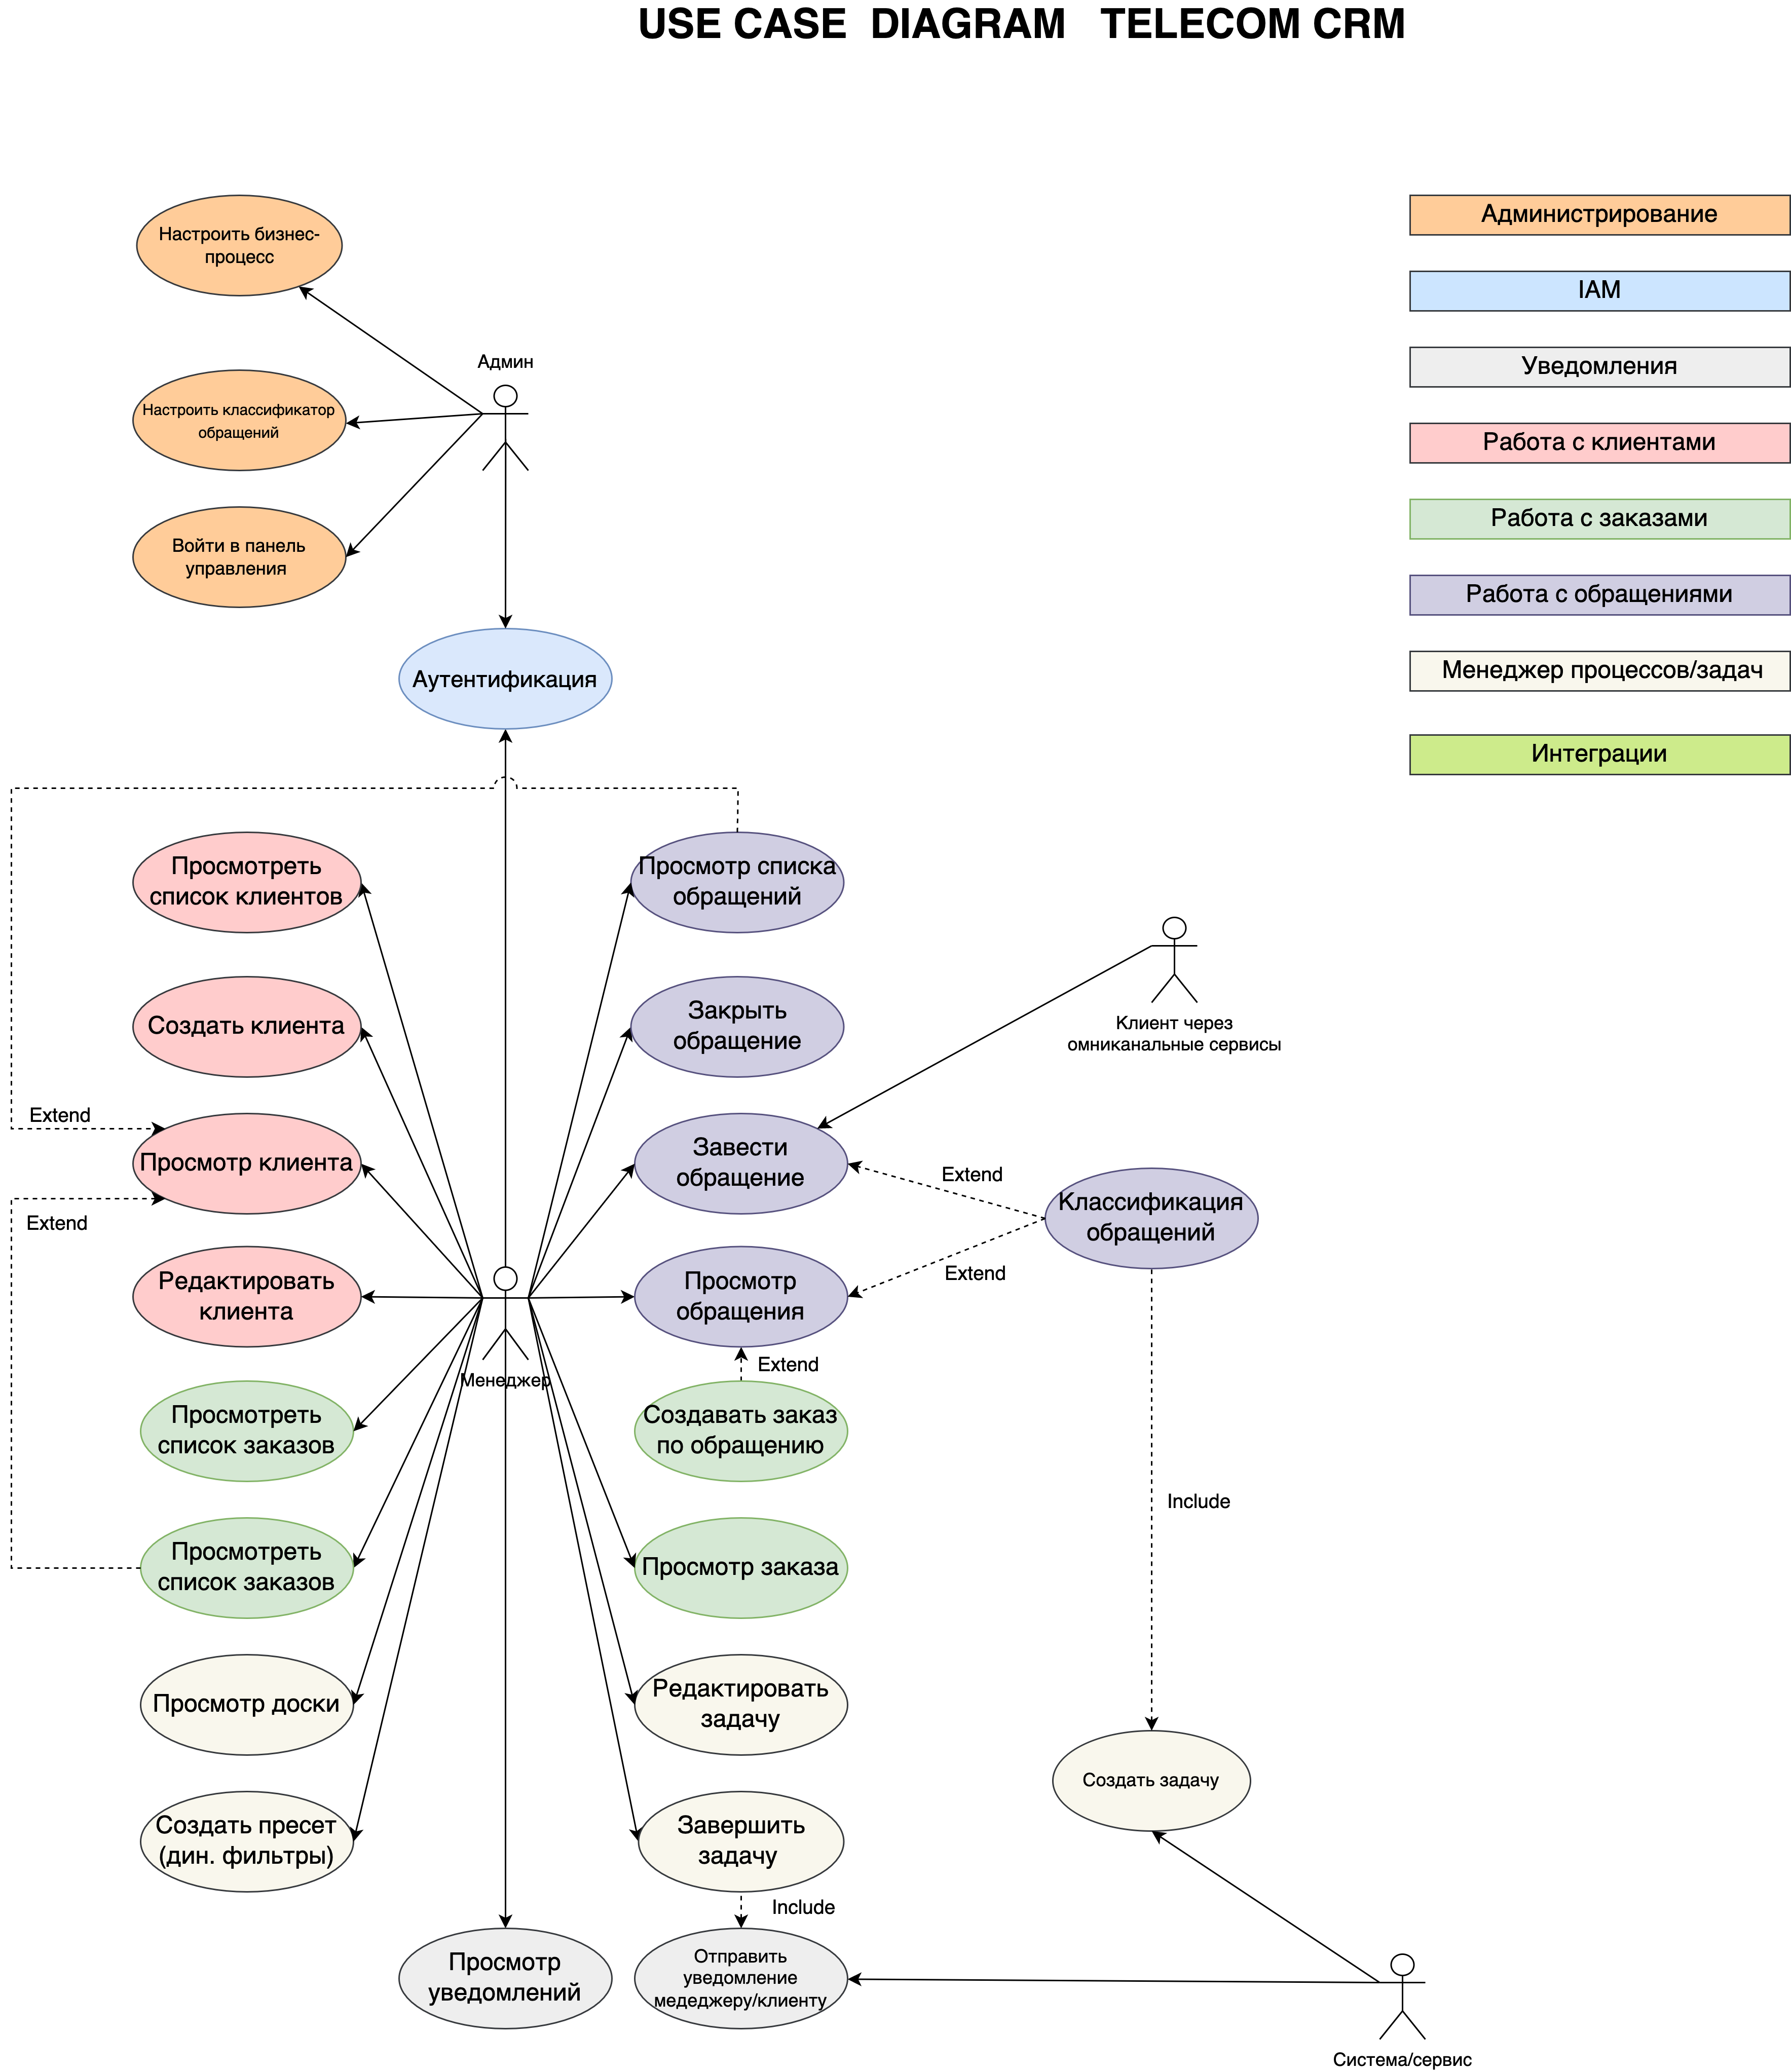 USE CASE DIAGRAM TELECOM CRM
Настроить бизнес-
процесс
Админ
Настроить классификатор
обращений
Войти в панель
управления
Аутентификация
Администрирование
IAM
Уведомления
Работа с клиентами
Работа с заказами
Работа с обращениями
Менеджер процессов/задач
Интеграции
Просмотреть
список клиентов
Просмотр списка
обращений
Создать клиента
Закрыть
обращение
Клиент через
омниканальные сервисы
Extend
Просмотр клиента
Extend
Завести
обращение
Extend
Классификация
обращений
Extend
Редактировать
клиента
Просмотр
обращения
Extend
Менеджер
Просмотреть
список заказов
Создавать заказ
по обращению
Include
Просмотреть
список заказов
Просмотр заказа
Просмотр доски
Редактировать
задачу
Создать задачу
Создать пресет
(дин. фильтры)
Завершить
задачу
Include
Просмотр
уведомлений
Отправить
уведомление
мededжеру/клиенту
Система/сервис